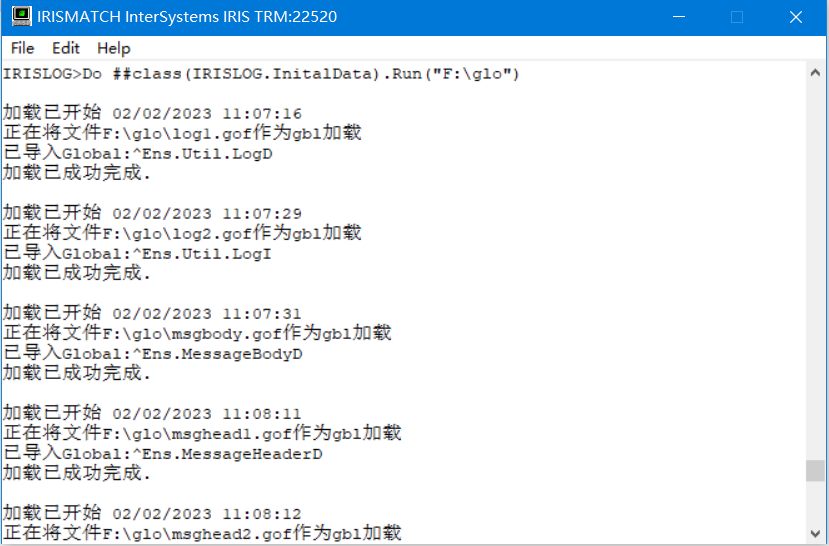 IRISMATCH InterSystems IRIS TRM:22520
File Edit Help
IRISLOG>Do ##class(IRISLOG.InitalData).Run("F:\glo")
加载已开始 02/02/2023 11:07:16
正在将文件F:\glo\log1.gof作为gbl加载
已导入Global:^Ens.Util.LogD
加载已成功完成.
加载已开始 02/02/2023 11:07:29
正在将文件F:\glo\log2.gof作为gbl加载
已导入Global:^Ens.Util.LogI
加载已成功完成.
加载已开始 02/02/2023 11:07:31
正在将文件F:\glo\msgbody.gof作为gbl加载
已导入Global:^Ens.MessageBodyD
加载已成功完成.
加载已开始 02/02/2023 11:08:11
正在将文件F:\glo\msghead1.gof作为gbl加载
已导入Global:^Ens.MessageHeaderD
加载已成功完成.
加载已开始 02/02/2023 11:08:12
正在将文件F:\glo\msghead2.gof作为gbl加载